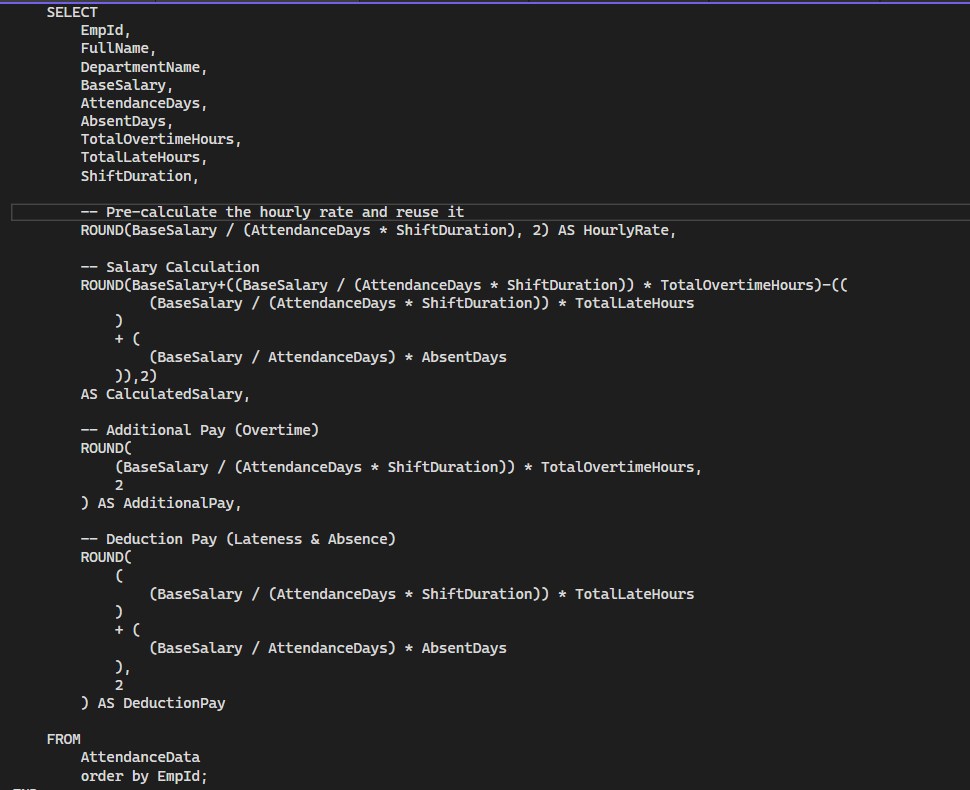 SELECT
EmpId,
FullName,
DepartmentName,
BaseSalary,
AttendanceDays,
AbsentDays,
TotalOvertimeHours,
TotalLateHours,
ShiftDuration,
-- Pre-calculate the hourly rate and reuse it
ROUND(BaseSalary / (AttendanceDays * ShiftDuration), 2) AS HourlyRate,
-- Salary Calculation
ROUND(BaseSalary+((BaseSalary / (AttendanceDays * ShiftDuration)) * TotalOvertimeHours)-((
(BaseSalary / (AttendanceDays * ShiftDuration)) * TotalLateHours
)
+ (
(BaseSalary / AttendanceDays) * AbsentDays
)),2)
AS CalculatedSalary,
-- Additional Pay (Overtime)
ROUND(
(BaseSalary / (AttendanceDays * ShiftDuration)) * TotalOvertimeHours,
2
) AS AdditionalPay,
-- Deduction Pay (Lateness & Absence)
ROUND(
(
(BaseSalary / (AttendanceDays * ShiftDuration)) * TotalLateHours
)
+ (
(BaseSalary / AttendanceDays) * AbsentDays
),
2
) AS DeductionPay
FROM
AttendanceData
order by EmpId;